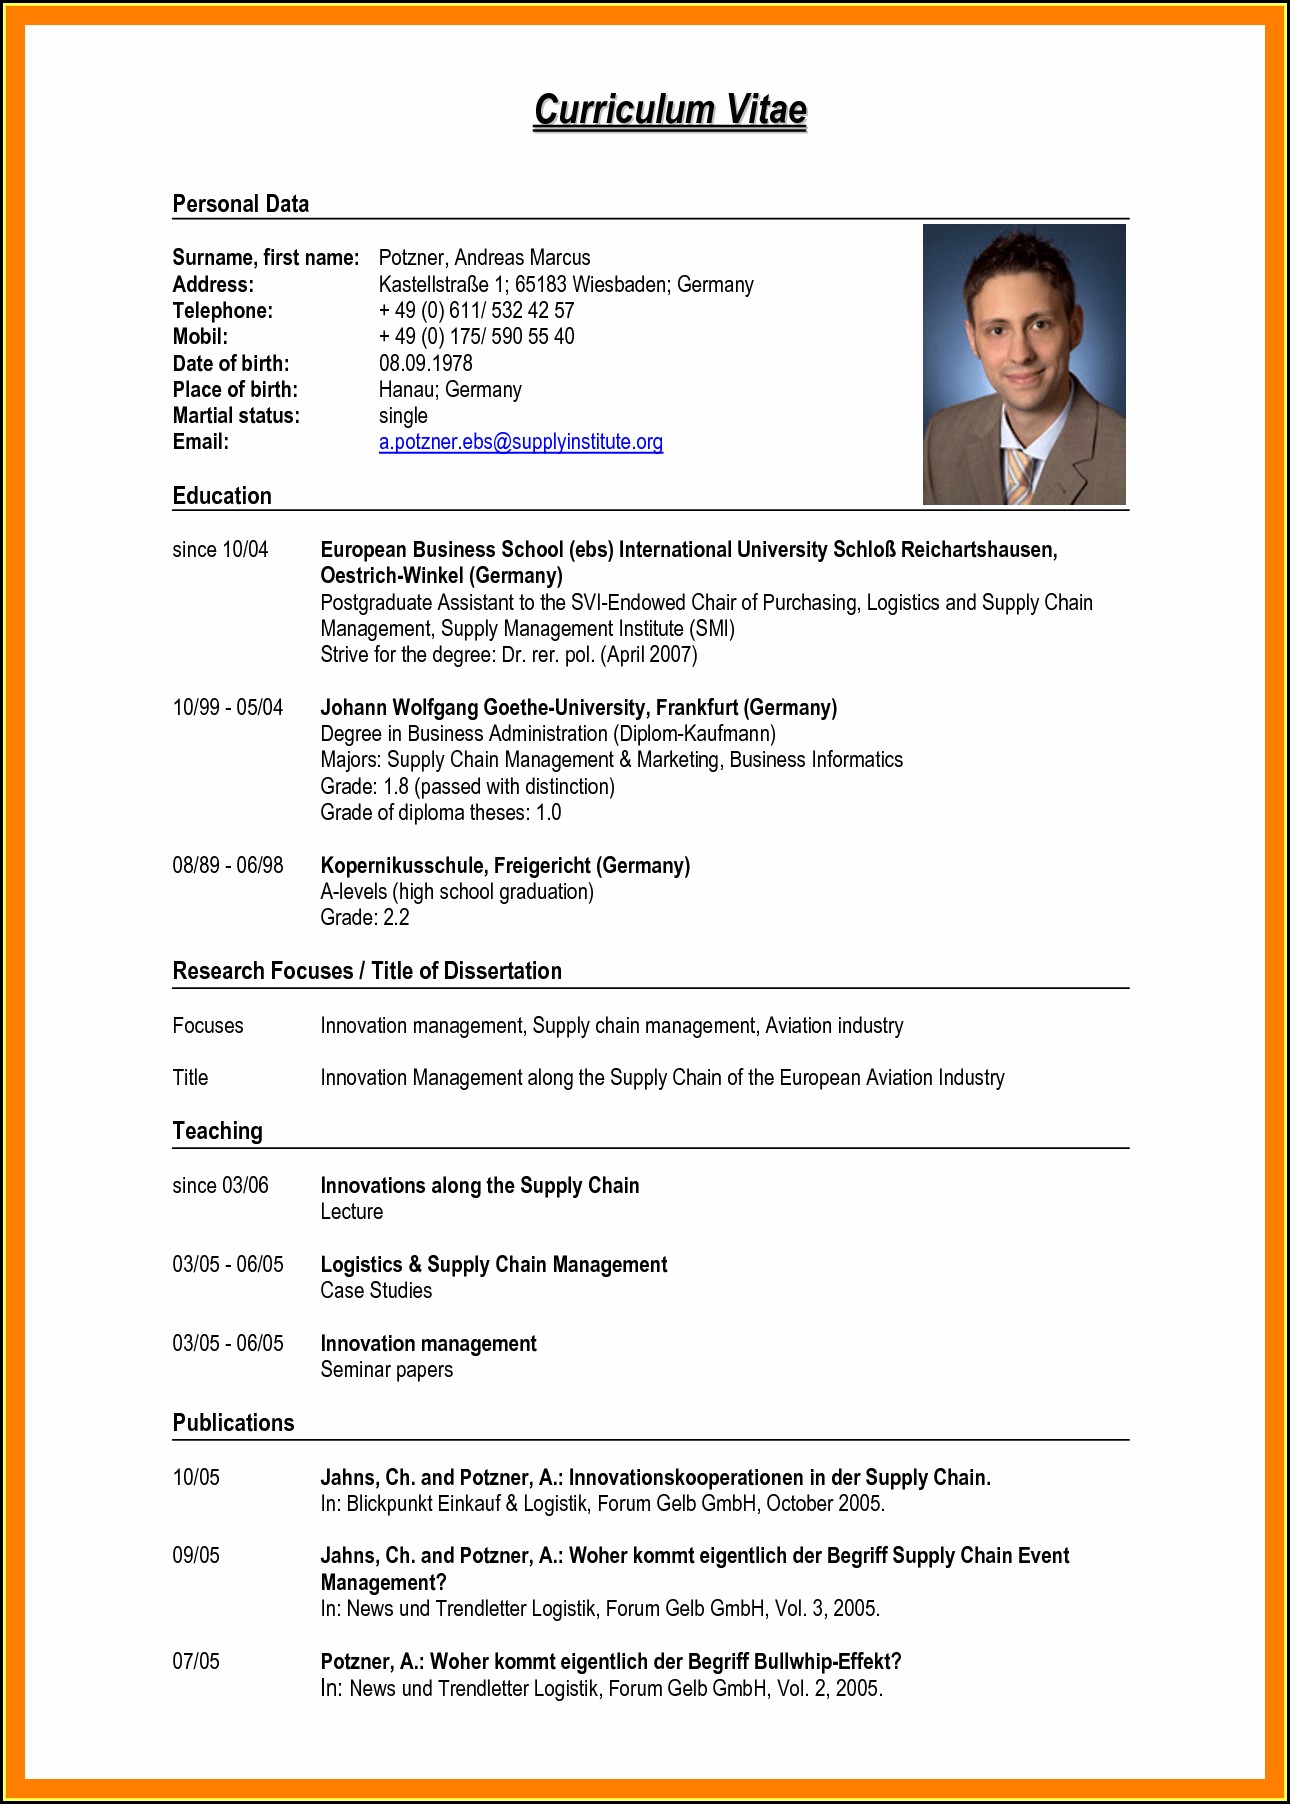 Curriculum Vitae
Personal Data
Surname, first name: Potzner, Andreas Marcus
Address: Kastellstraße 1; 65183 Wiesbaden; Germany
Telephone: + 49 (0) 611/ 532 42 57
Mobil: + 49 (0) 175/ 590 55 40
Date of birth: 08.09.1978
Place of birth: Hanau; Germany
Martial status: single
Email: a.potzner.ebs@supplyinstitute.org
Education
since 10/04 European Business School (ebs) International University Schloß Reichartshausen,
Oestrich-Winkel (Germany)
Postgraduate Assistant to the SVI-Endowed Chair of Purchasing, Logistics and Supply Chain
Management, Supply Management Institute (SMI)
Strive for the degree: Dr. rer. pol. (April 2007)
10/99 - 05/04 Johann Wolfgang Goethe-University, Frankfurt (Germany)
Degree in Business Administration (Diplom-Kaufmann)
Majors: Supply Chain Management & Marketing, Business Informatics
Grade: 1.8 (passed with distinction)
Grade of diploma theses: 1.0
08/89 - 06/98 Kopernikusschule, Freigericht (Germany)
A-levels (high school graduation)
Grade: 2.2
Research Focuses / Title of Dissertation
Focuses Innovation management, Supply chain management, Aviation industry
Title Innovation Management along the Supply Chain of the European Aviation Industry
Teaching
since 03/06 Innovations along the Supply Chain
Lecture
03/05 - 06/05 Logistics & Supply Chain Management
Case Studies
03/05 - 06/05 Innovation management
Seminar papers
Publications
10/05 Jahns, Ch. and Potzner, A.: Innovationskooperationen in der Supply Chain.
In: Blickpunkt Einkauf & Logistik, Forum Gelb GmbH, October 2005.
09/05 Jahns, Ch. and Potzner, A.: Woher kommt eigentlich der Begriff Supply Chain Event
Management?
In: News und Trendletter Logistik, Forum Gelb GmbH, Vol. 3, 2005.
07/05 Potzner, A.: Woher kommt eigentlich der Begriff Bullwhip-Effekt?
In: News und Trendletter Logistik, Forum Gelb GmbH, Vol. 2, 2005.